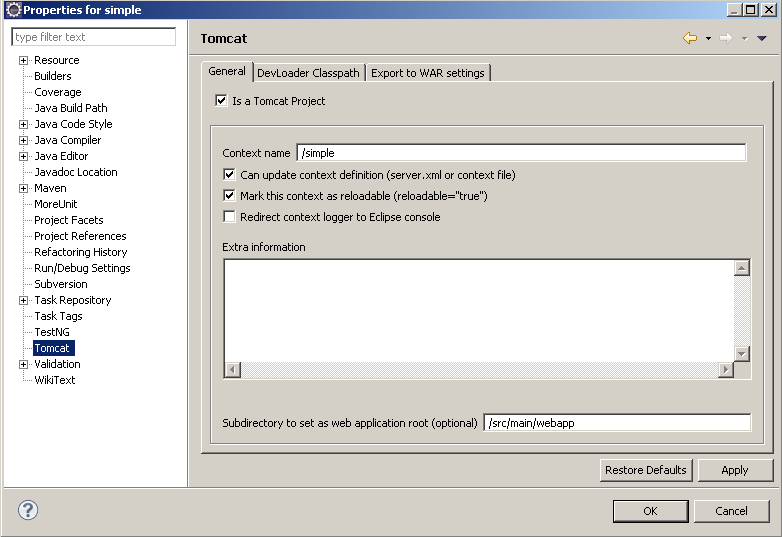 Properties for simple
type filter text
Resource
Builders
Coverage
Java Build Path
Java Code Style
Java Compiler
Java Editor
Javadoc Location
Maven
MoreUnit
Project Facets
Project References
Refactoring History
Run/Debug Settings
Subversion
Task Repository
Task Tags
TestNG
Tomcat
Validation
WikiText
Tomcat
General DevLoader Classpath Export to WAR settings
Is a Tomcat Project
Context name /simple
Can update context definition (server.xml or context file)
Mark this context as reloadable (reloadable="true")
Redirect context logger to Eclipse console
Extra information
Subdirectory to set as web application root (optional) /src/main/webapp
Restore Defaults Apply
? OK Cancel